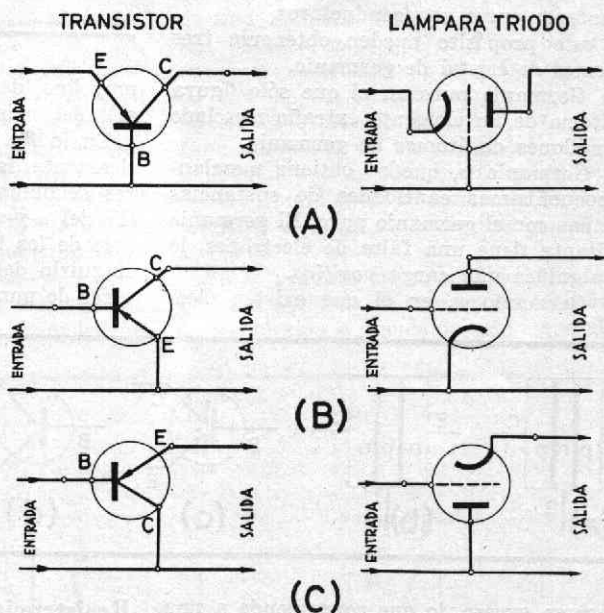 TRANSISTOR
LAMPARA TRIODO
E
C
B
ENTRADA
SALIDA
ENTRADA
SALIDA
(A)
C
B
E
ENTRADA
SALIDA
ENTRADA
SALIDA
(B)
E
B
C
ENTRADA
SALIDA
ENTRADA
SALIDA
(C)